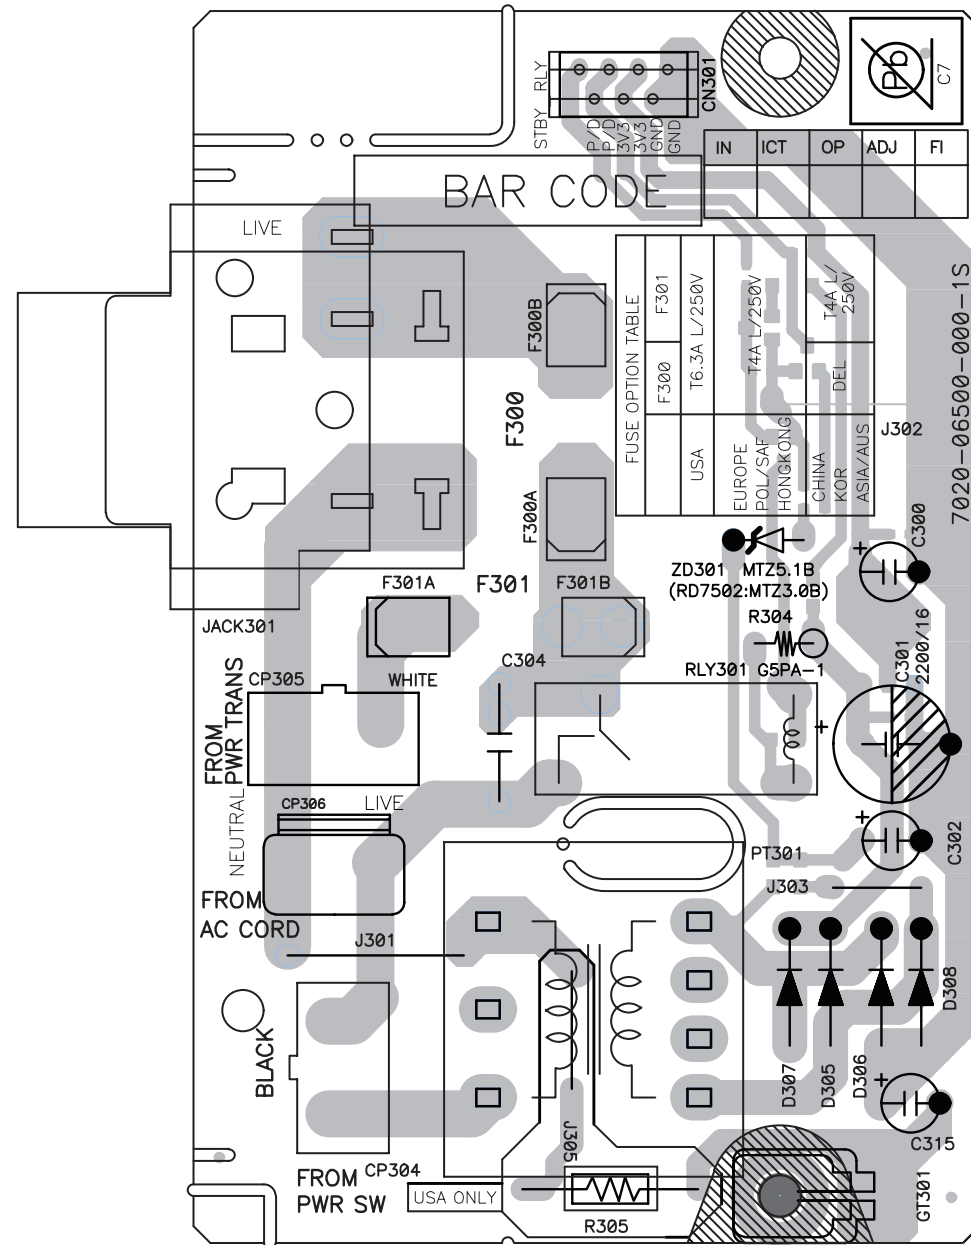 STBY
RLY
P/D
P/D
3V3
3V3
GND
GND
CN301
Pb
C7
IN ICT OP ADJ FI
BAR CODE
LIVE
FUSE OPTION TABLE
F300 F301
USA T6.3A L/250V
EUROPE
POL/SAF
HONGKONG
T4A L/250V
CHINA
KOR
ASIA/AUS
DEL
T4A L/
250V
7020-06500-000-1S
J302
F300B
F300
F300A
C300
ZD301 MTZ5.1B
(RD7502:MTZ3.0B)
F301A
F301
F301B
JACK301
R304
C304
RLY301 G5PA-1
C301
2200/16
+
+
+
+
+
CP305
WHITE
FROM
PWR TRANS
NEUTRAL
CP306
LIVE
C302
PT301
J303
FROM
AC CORD
J301
BLACK
D308
D307
D305
D306
C315
J305
FROM
PWR SW
CP304
USA ONLY
R305
GT301